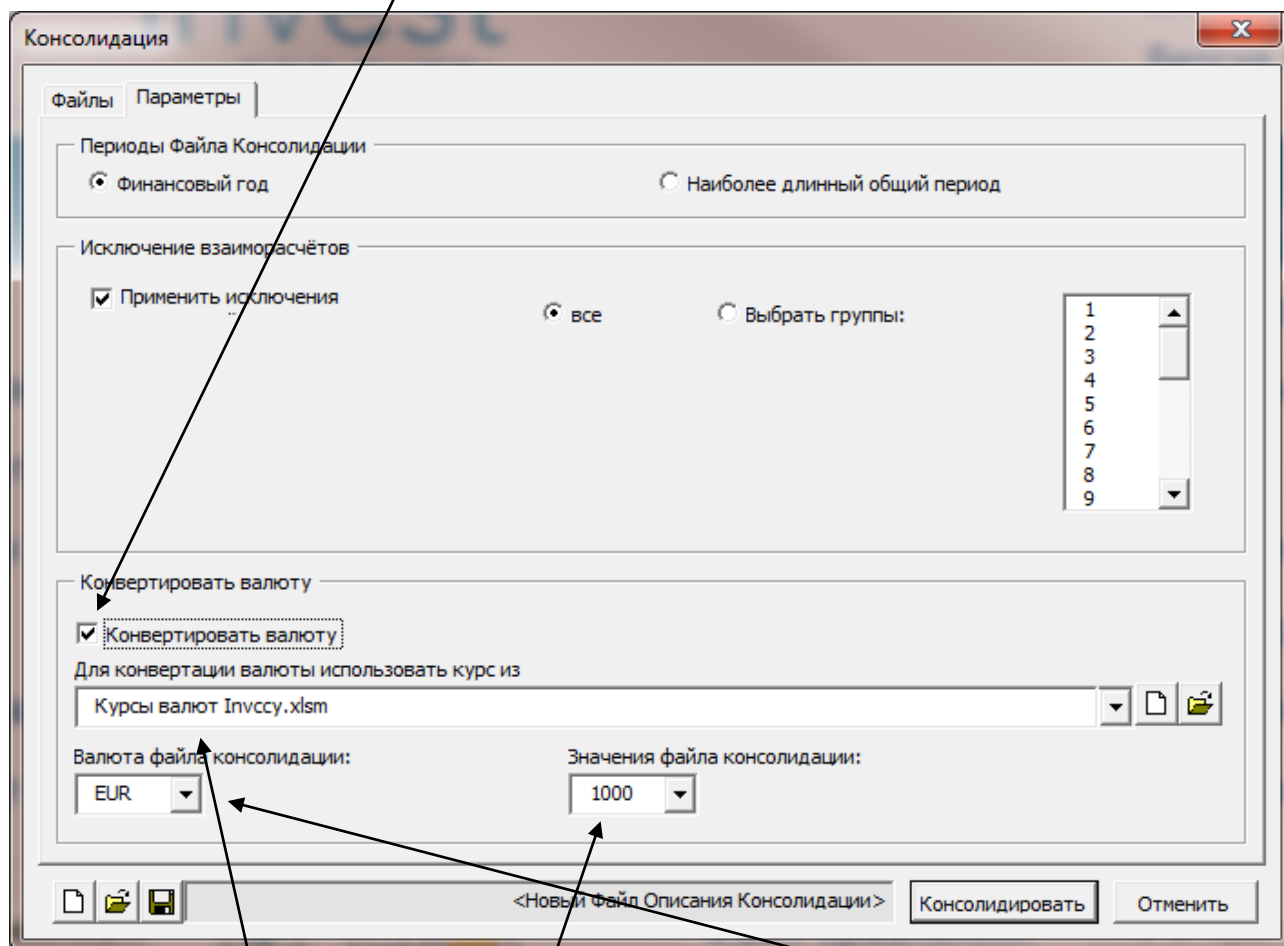 Invest
Консолидация
Файлы Параметры
Периоды Файла Консолидации
Финансовый год Наиболее длинный общий период
Исключение взаиморасчётов
Применить исключения все Выбрать группы:
1
2
3
4
5
6
7
8
9
Конвертировать валюту
Конвертировать валюту
Для конвертации валюты использовать курс из
Курсы валют Invccy.xlsm
Валюта файла консолидации: Значения файла консолидации:
EUR 1000
<Новый Файл Описания Консолидации> Консолидировать Отменить